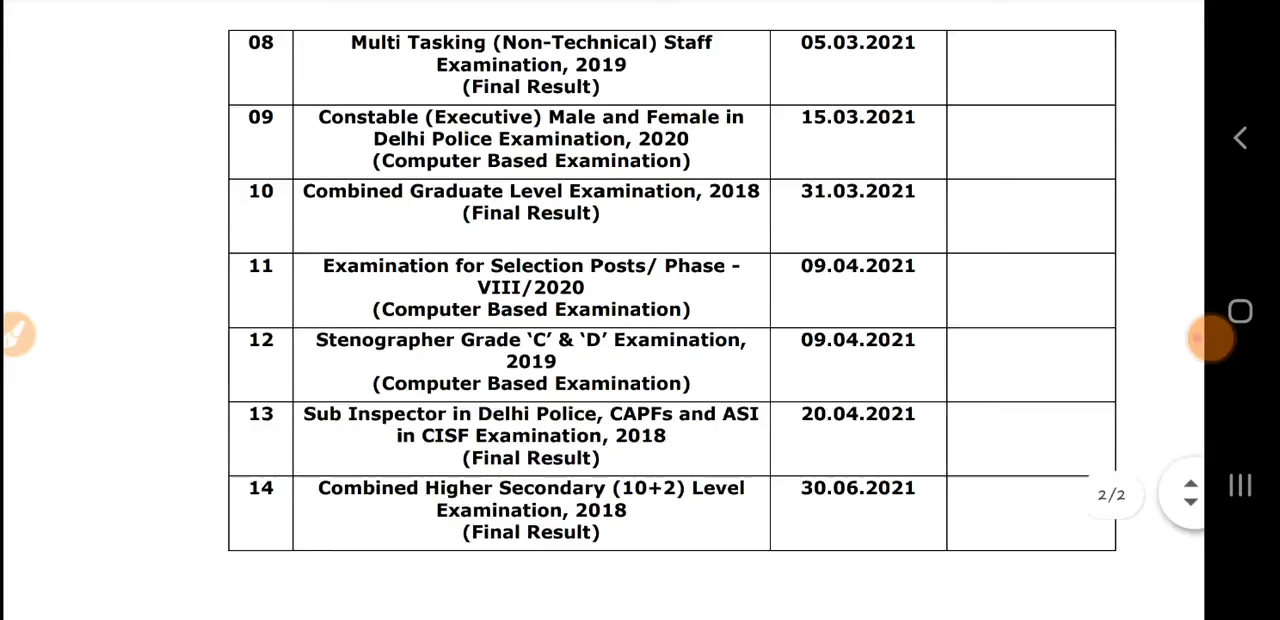 08 Multi Tasking (Non-Technical) Staff 05.03.2021
Examination, 2019
(Final Result)
09 Constable (Executive) Male and Female in 15.03.2021
Delhi Police Examination, 2020
(Computer Based Examination)
10 Combined Graduate Level Examination, 2018 31.03.2021
(Final Result)
11 Examination for Selection Posts/ Phase - 09.04.2021
VIII/2020
(Computer Based Examination)
12 Stenographer Grade ‘C’ & ‘D’ Examination, 09.04.2021
2019
(Computer Based Examination)
13 Sub Inspector in Delhi Police, CAPFs and ASI 20.04.2021
in CISF Examination, 2018
(Final Result)
14 Combined Higher Secondary (10+2) Level 30.06.2021
Examination, 2018
(Final Result)
2/2